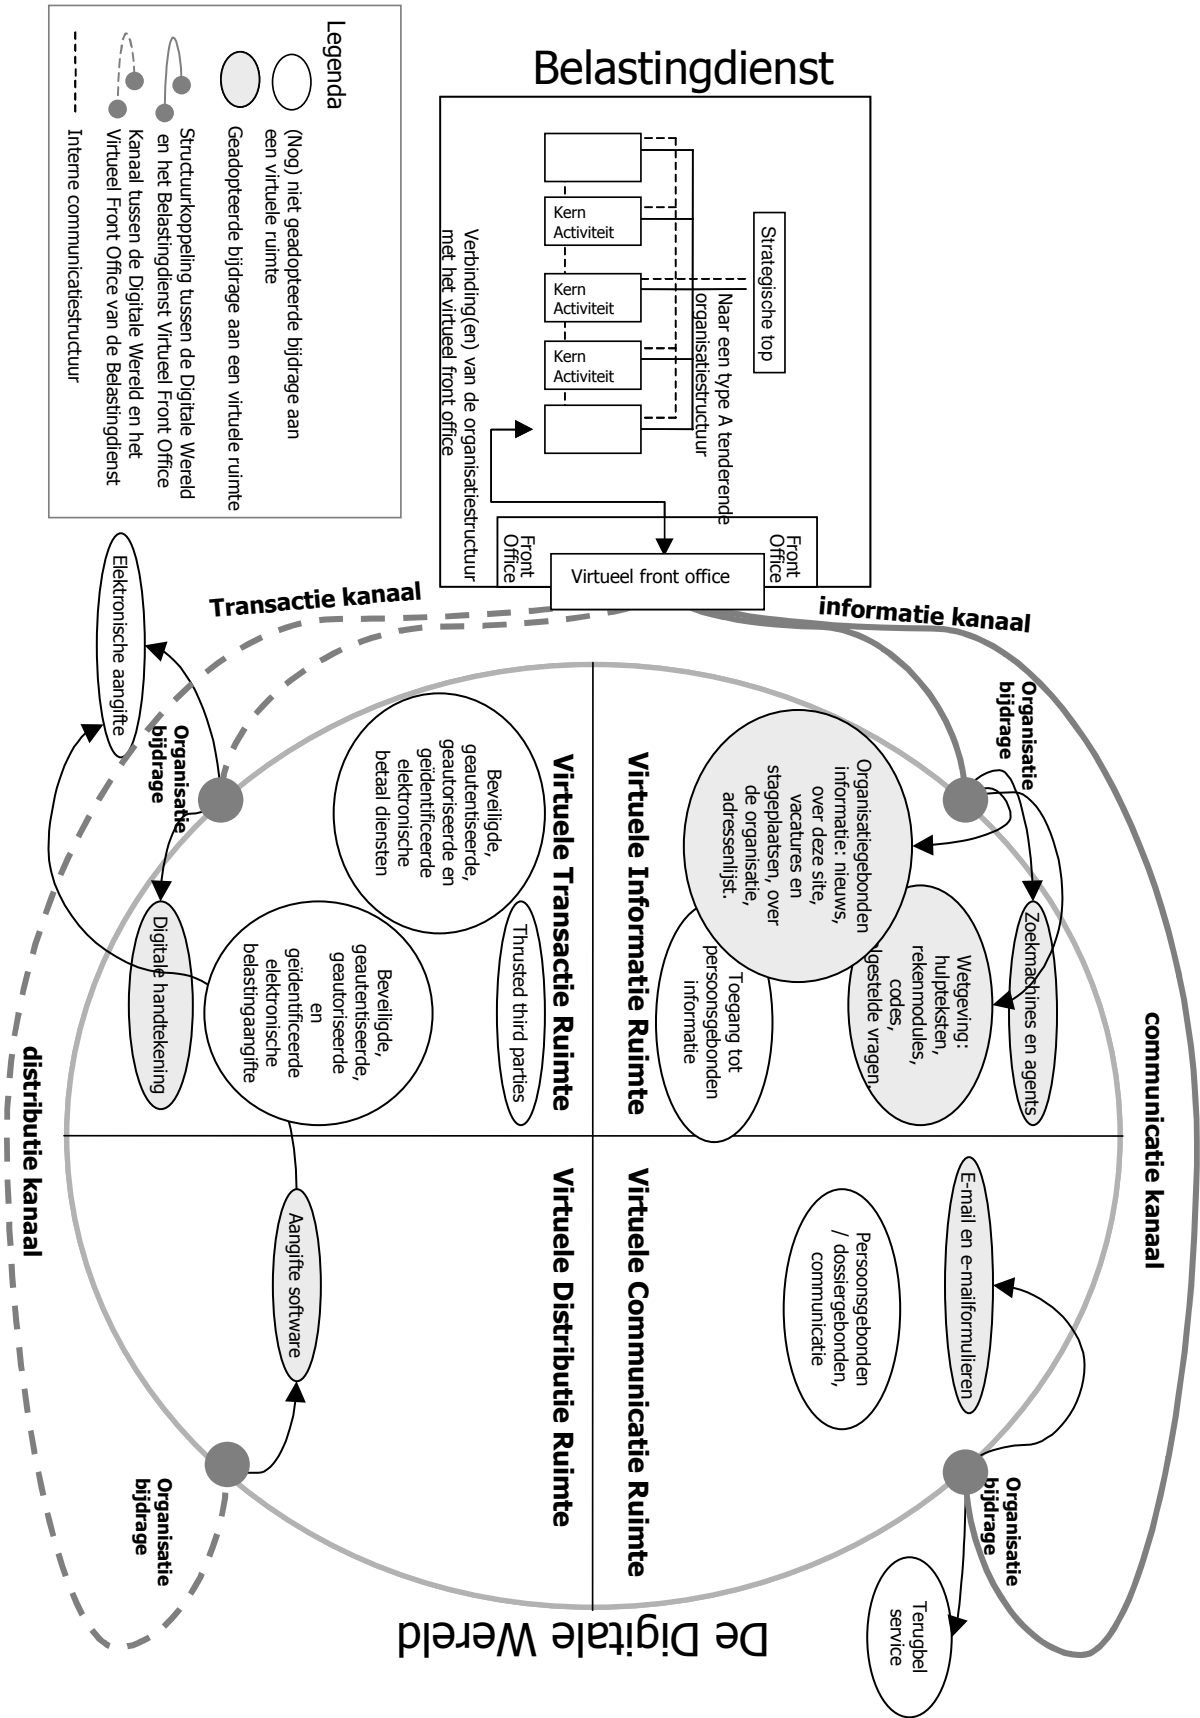 Belastingdienst
Strategische top
Naar een type A tenderende
organisatiestructuur
Kern
Activiteit
Kern
Activiteit
Kern
Activiteit
Verbinding(en) van de organisatiestructuur
met het virtueel front office
Front
Office
Front
Office
Virtueel front office
Legenda
(Nog) niet geadopteerde bijdrage aan
een virtuele ruimte
Geadopteerde bijdrage aan een virtuele ruimte
Structuurkoppeling tussen de Digitale Wereld
en het Belastingdienst Virtueel Front Office
Kanaal tussen de Digitale Wereld en het
Virtueel Front Office van de Belastingdienst
Interne communicatiestructuur
informatie kanaal
communicatie kanaal
Transactie kanaal
distributie kanaal
Organisatie
bijdrage
Zoekmachines en agents
Wetgeving:
hulpteksten,
rekenmodules,
codes,
lgestelde vragen,
Organisatiegebonden
informatie: nieuws,
over deze site,
vacatures en
stageplaatsen, over
de organisatie,
adressenlijst.
Toegang tot
persoonsgebonden
informatie
Virtuele Informatie Ruimte
E-mail en e-mailformulieren
Persoonsgebonden
/ dossiergebonden,
communicatie
Organisatie
bijdrage
Terugbel
service
Virtuele Communicatie Ruimte
Virtuele Transactie Ruimte
Thrusted third parties
Beveiligde,
geautentiseerde,
geautoriseerde en
geïdentificeerde
elektronische
betaal diensten
Beveiligde,
geautentiseerde,
geautoriseerde
en
geïdentificeerde
elektronische
belastingaangifte
Organisatie
bijdrage
Elektronische aangifte
Digitale handtekening
Virtuele Distributie Ruimte
Aangifte software
Organisatie
bijdrage
De Digitale Wereld